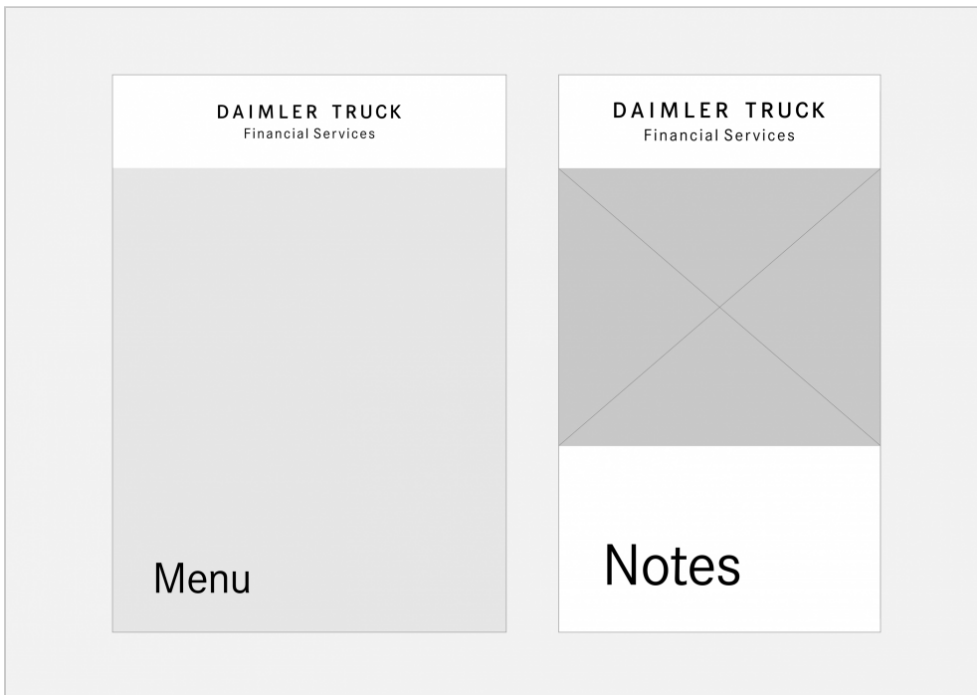 DAIMLER TRUCK
Financial Services
Menu
DAIMLER TRUCK
Financial Services
Notes